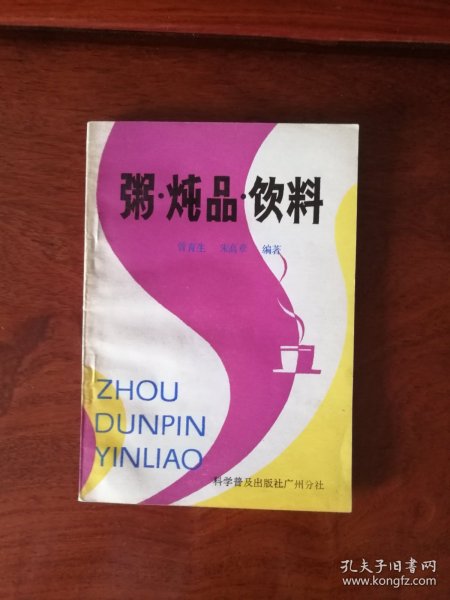 粥·炖品·饮料
编著
ZHOU
DUNPIN
YINLIAO
科学普及出版社广州分社
孔夫子旧书网
www.kongfz.com